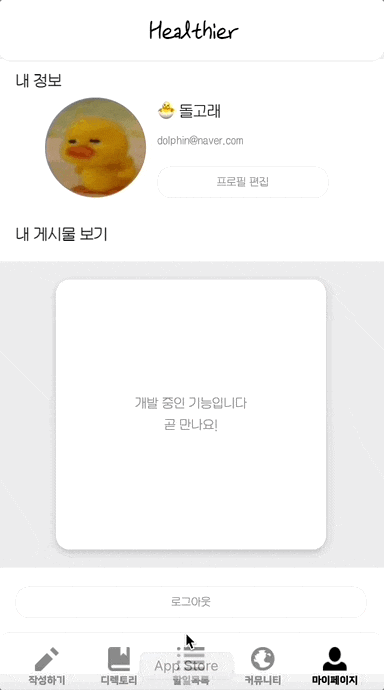 Healthier
내 정보
🐣 돌고래
dolphin@naver.com
프로필 편집
내 게시물 보기
개발 중인 기능입니다
곧 만나요!
로그아웃
App Store
작성하기
디렉토리
할일목록
커뮤니티
마이페이지